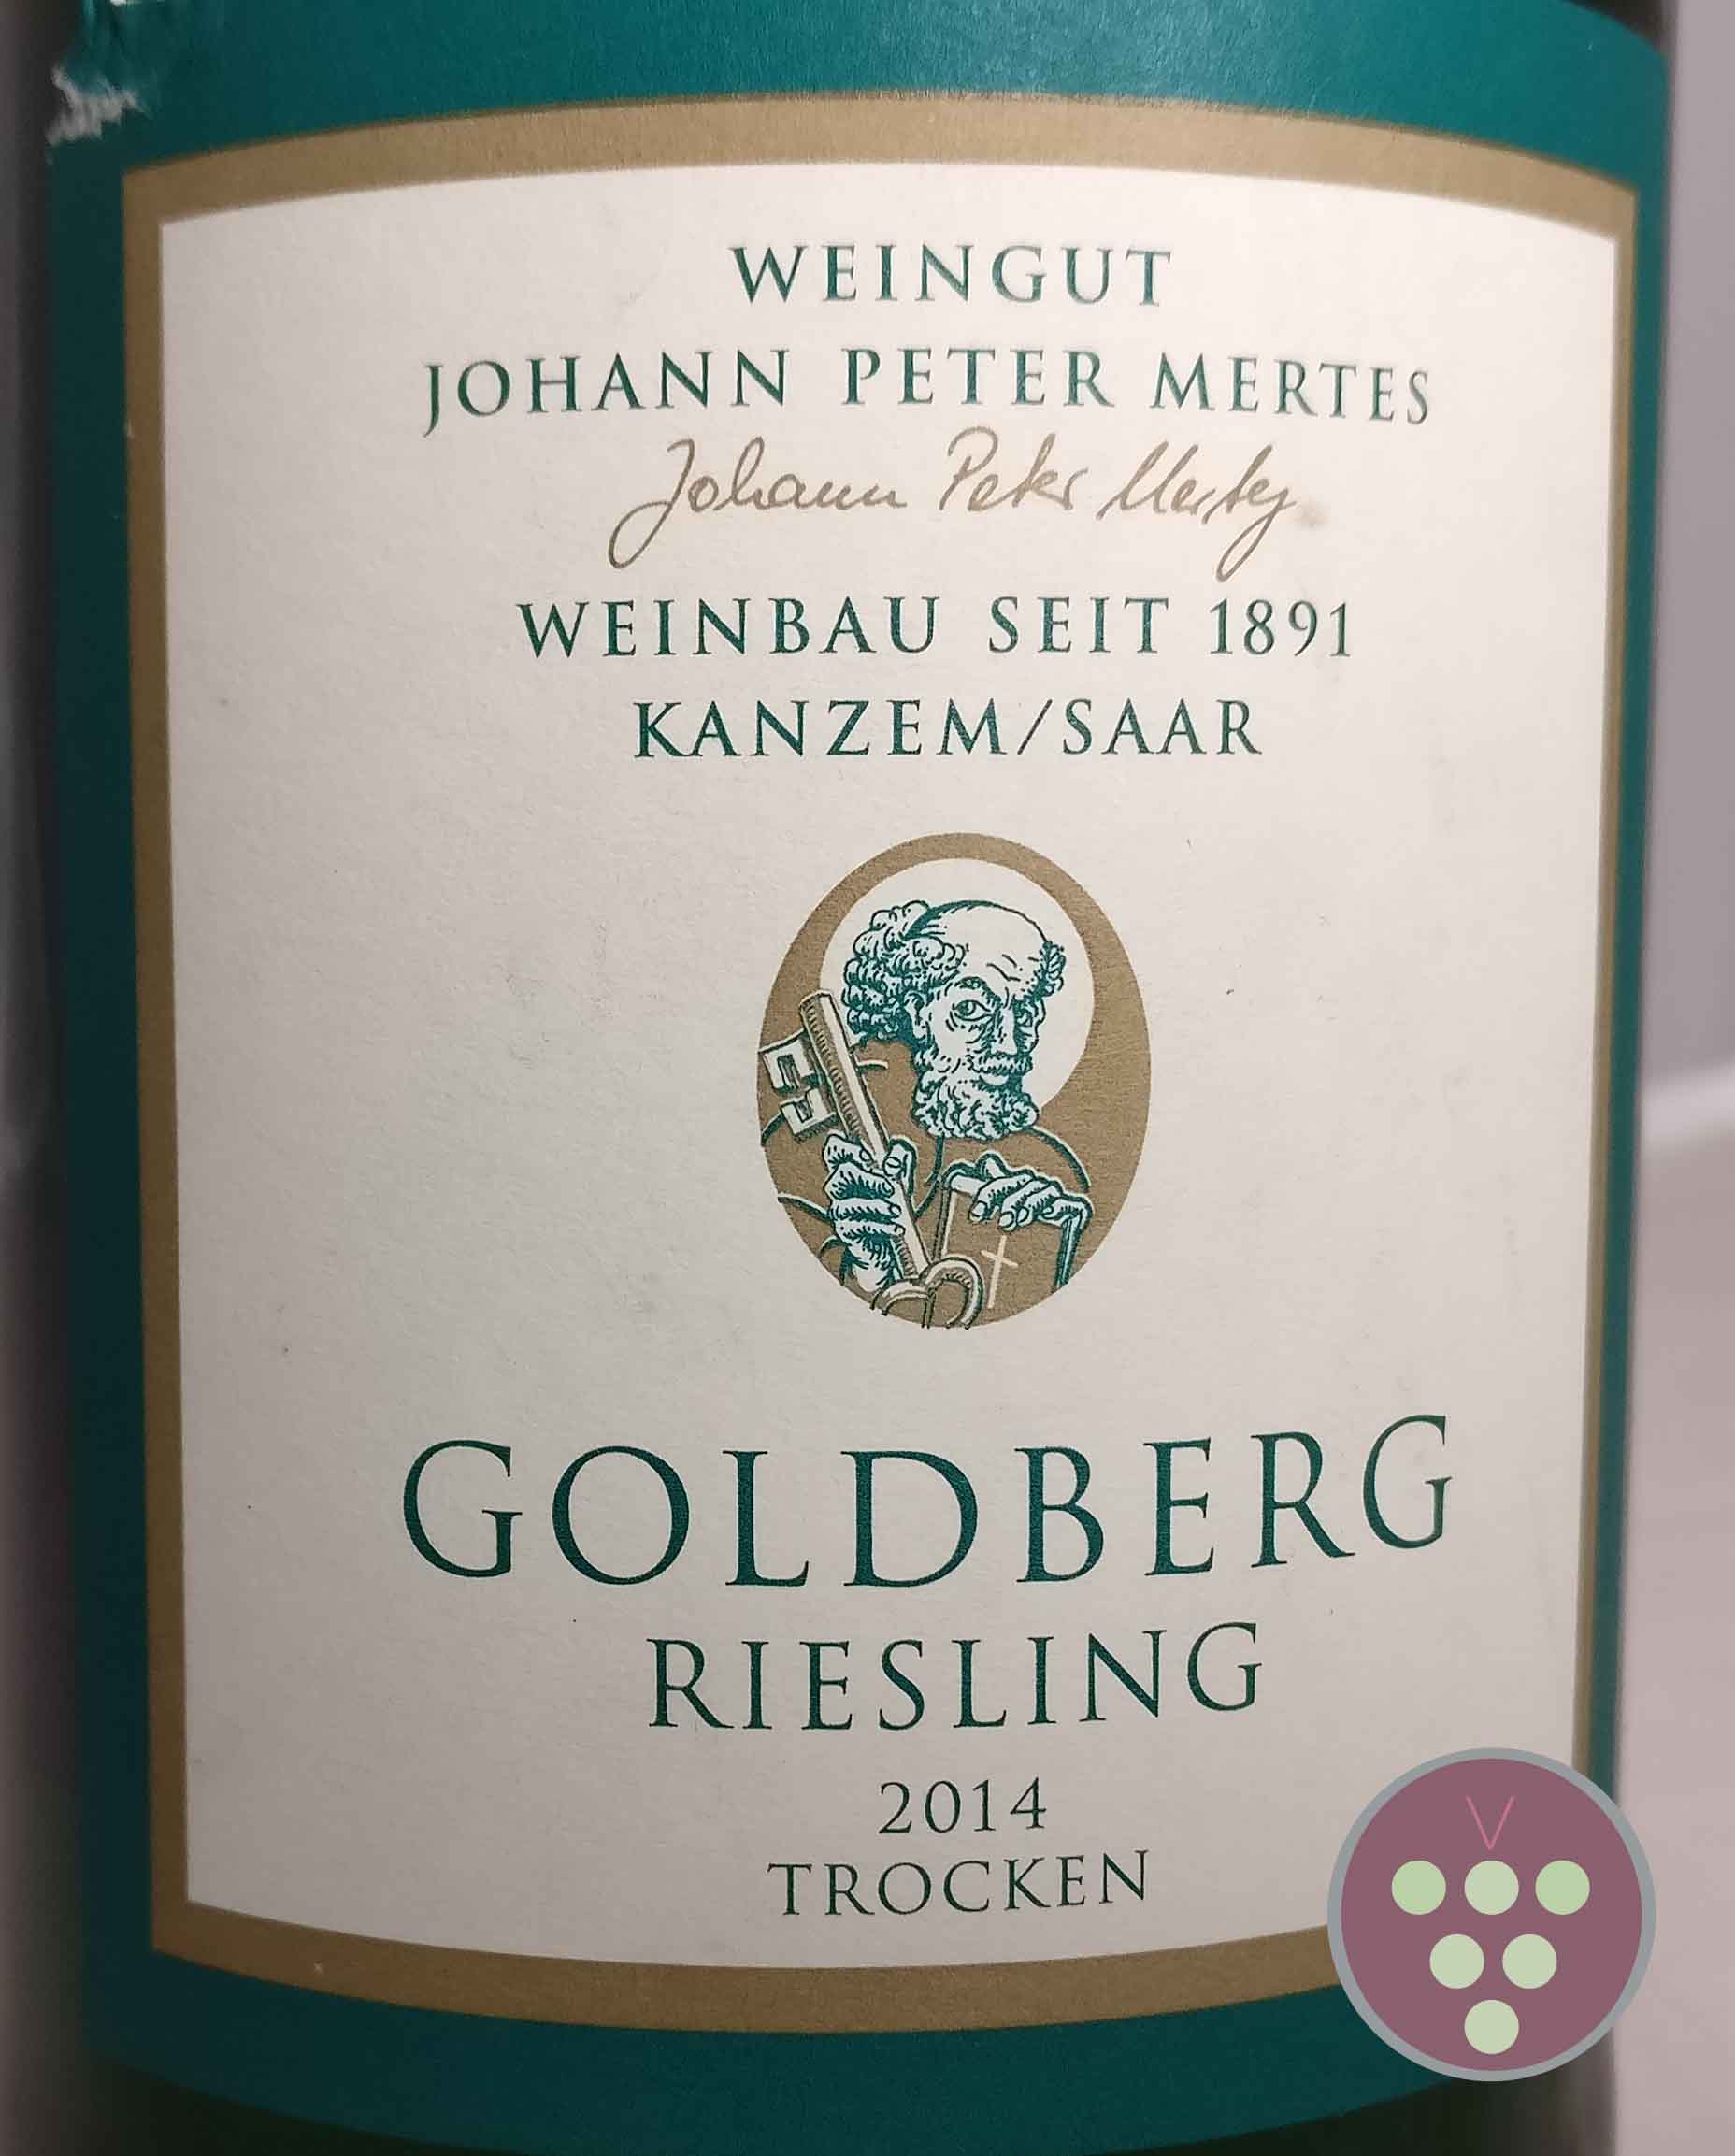 WEINGUT
JOHANN PETER MERTES
Johann Peter Mertes
WEINBAU SEIT 1891
KANZEM/SAAR
GOLDBERG
RIESLING
2014
TROCKEN